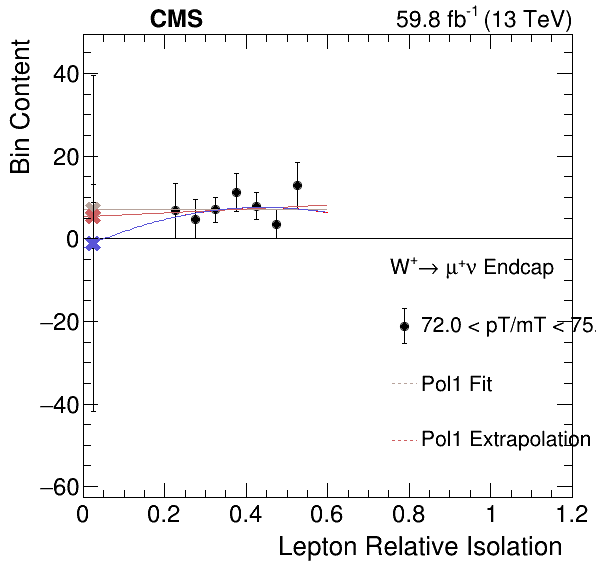 CMS 59.8 fb⁻¹ (13 TeV)
Bin Content
40
20
0
−20
−40
−60
W⁺→ μ⁺ν Endcap
72.0 < pT/mT < 75.
Pol1 Fit
Pol1 Extrapolation
0 0.2 0.4 0.6 0.8 1 1.2
Lepton Relative Isolation